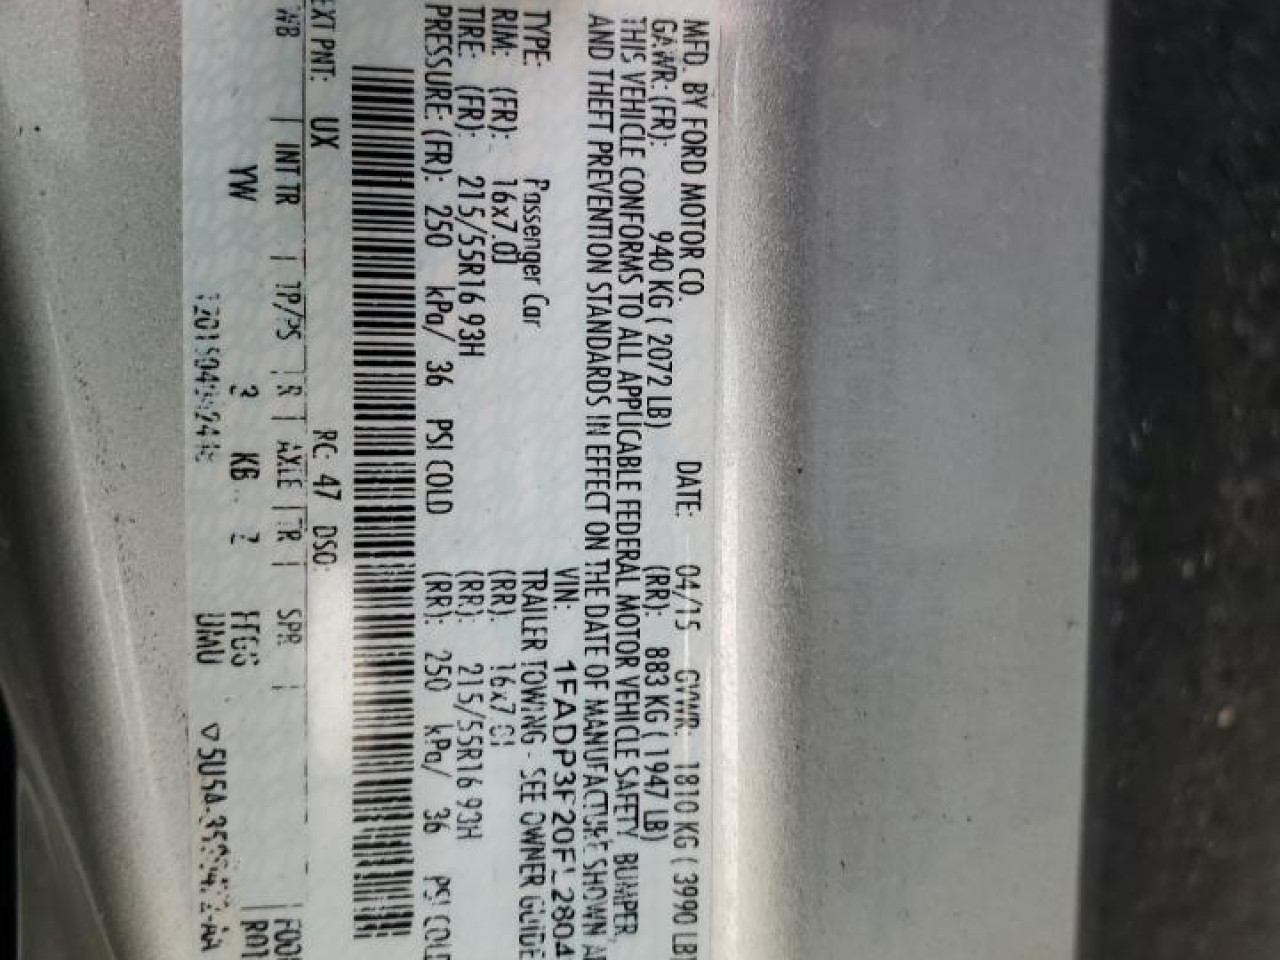 MFD. BY FORD MOTOR CO. DATE: 04/15 GVWR: 1810 KG ( 3990 LB)
GAWR: (FR): 940 KG ( 2072 LB) (RR): 883 KG ( 1947 LB)
THIS VEHICLE CONFORMS TO ALL APPLICABLE FEDERAL MOTOR VEHICLE SAFETY, BUMPER,
AND THEFT PREVENTION STANDARDS IN EFFECT ON THE DATE OF MANUFACTURE SHOWN
VIN: 1FADP3F20FL2804
TYPE: Passenger Car TRAILER TOWING - SEE OWNER GUIDE
RIM: (FR): 16x7.0J (RR): 16x7.0J
TIRE: (FR): 215/55R16 93H (RR): 215/55R16 93H
PRESSURE: (FR): 250 kPa/ 36 PSI COLD (RR): 250 kPa/ 36 PSI COLD
EXT PNT: UX RC: 47 DSO:
WB | INT TR | TP/PS | R | AXLE | TR | SPR |
YW 3 KB 2
UMU